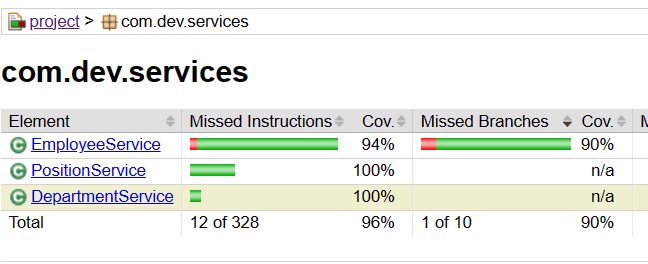 project > com.dev.services
com.dev.services
Element Missed Instructions Cov. Missed Branches Cov.
EmployeeService 94% 90%
PositionService 100% n/a
DepartmentService 100% n/a
Total 12 of 328 96% 1 of 10 90%